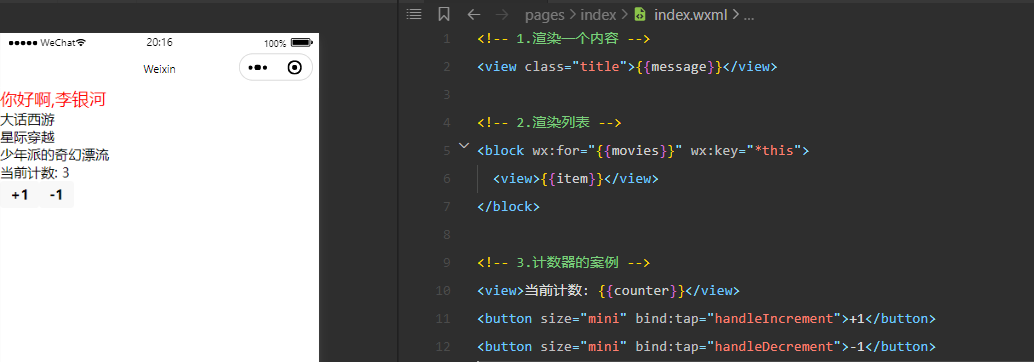 WeChat 20:16 100%
Weixin
你好啊,李银河
大话西游
星际穿越
少年派的奇幻漂流
当前计数: 3
+1 -1
pages > index > index.wxml > ...
1 <!-- 1.渲染一个内容 -->
2 <view class="title">{{message}}</view>
3
4 <!-- 2.渲染列表 -->
5 <block wx:for="{{movies}}" wx:key="*this">
6 <view>{{item}}</view>
7 </block>
8
9 <!-- 3.计数器的案例 -->
10 <view>当前计数: {{counter}}</view>
11 <button size="mini" bind:tap="handleIncrement">+1</button>
12 <button size="mini" bind:tap="handleDecrement">-1</button>